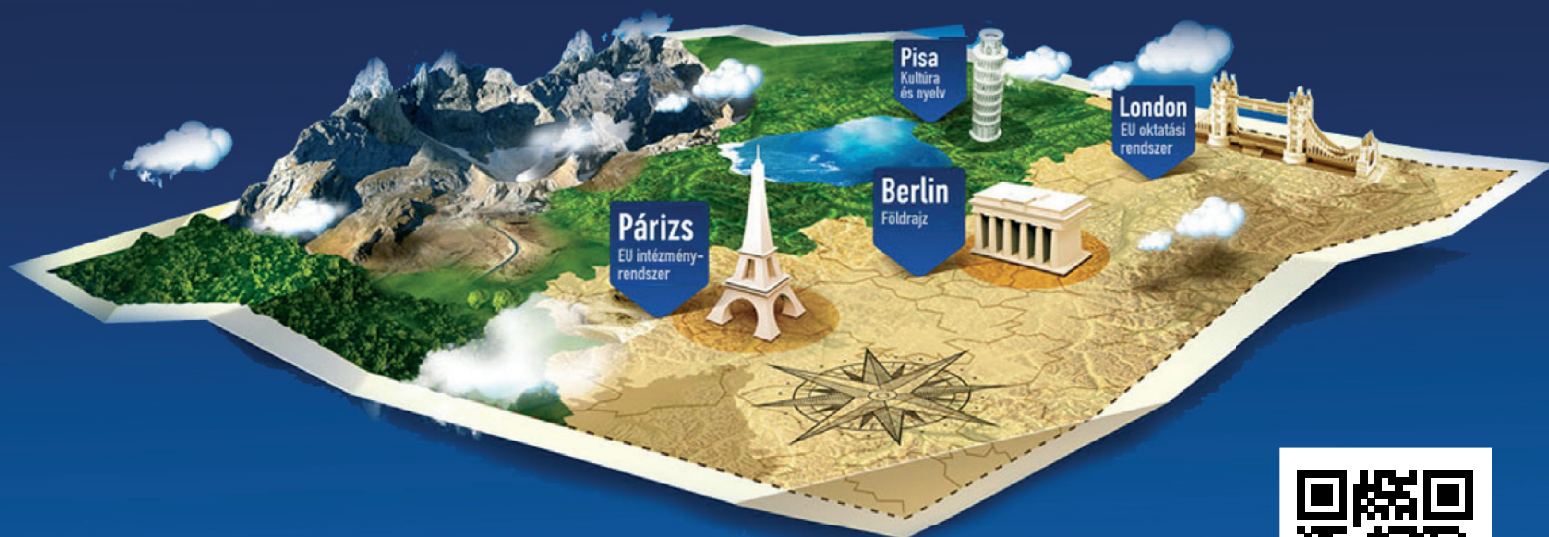 Pisa
Kultúra
és nyelv
London
EU oktatási
rendszer
Berlin
Földrajz
Párizs
EU intézmény-
rendszer